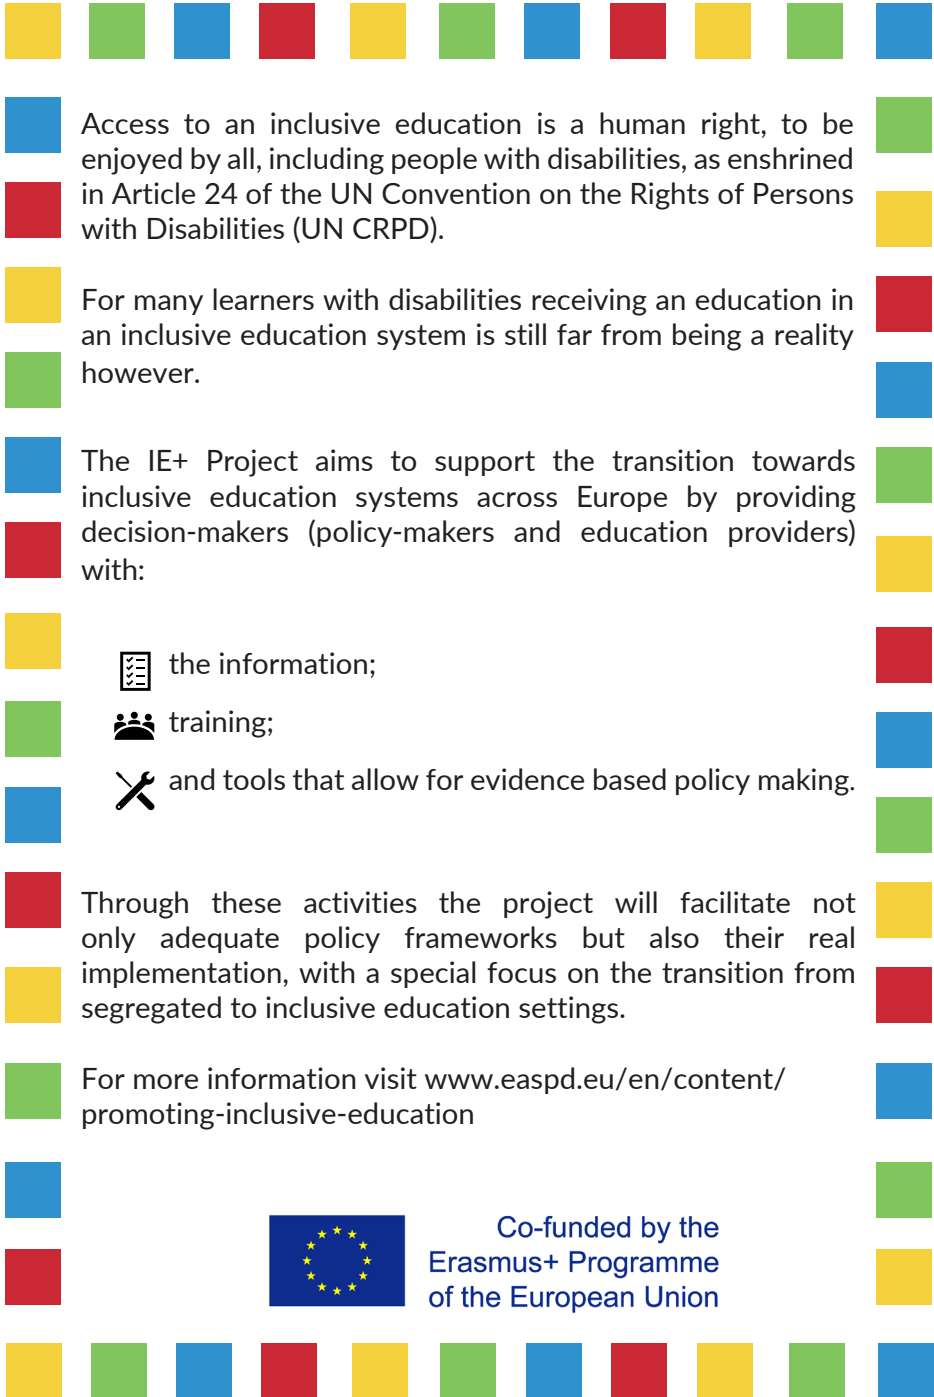 Access to an inclusive education is a human right, to be
enjoyed by all, including people with disabilities, as enshrined
in Article 24 of the UN Convention on the Rights of Persons
with Disabilities (UN CRPD).
For many learners with disabilities receiving an education in
an inclusive education system is still far from being a reality
however.
The IE+ Project aims to support the transition towards
inclusive education systems across Europe by providing
decision-makers (policy-makers and education providers)
with:
the information;
training;
and tools that allow for evidence based policy making.
Through these activities the project will facilitate not
only adequate policy frameworks but also their real
implementation, with a special focus on the transition from
segregated to inclusive education settings.
For more information visit www.easpd.eu/en/content/
promoting-inclusive-education
Co-funded by the
Erasmus+ Programme
of the European Union